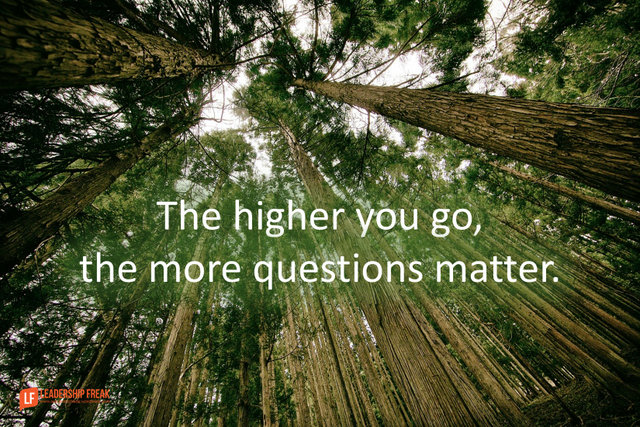 The higher you go,
the more questions matter.
LF LEADERSHIP FREAK